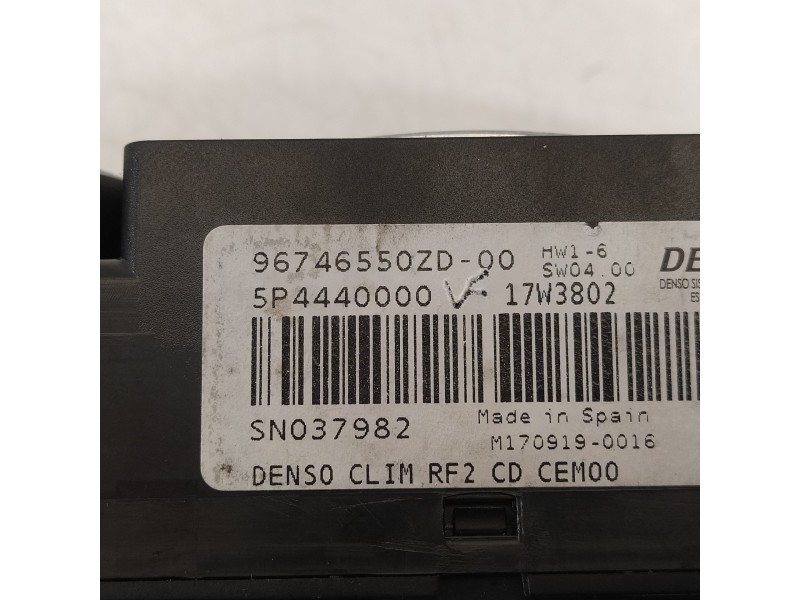 96746550ZD-00 HW1-6
SW04.00
5P4440000 17W3802
DENSO
SN037982 Made in Spain
M170919-0016
DENSO CLIM RF2 CD CEM00